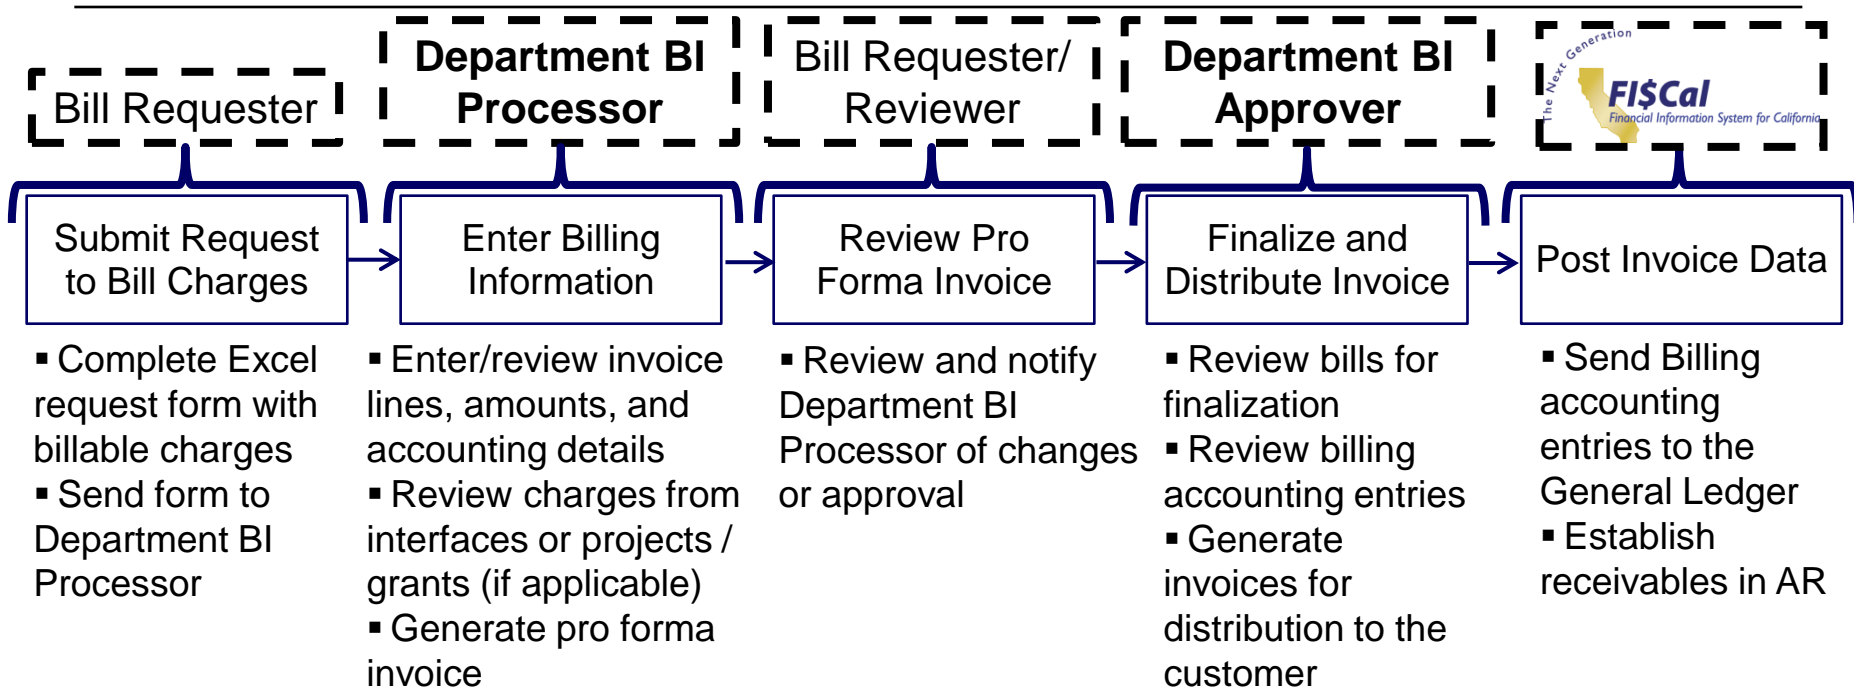 Bill Requester
Department BI
Processor
Bill Requester/
Reviewer
Department BI
Approver
The Next Generation
FI$Cal
Financial Information System for California
Submit Request
to Bill Charges
Enter Billing
Information
Review Pro
Forma Invoice
Finalize and
Distribute Invoice
Post Invoice Data
▪ Complete Excel
request form with
billable charges
▪ Send form to
Department BI
Processor
▪ Enter/review invoice
lines, amounts, and
accounting details
▪ Review charges from
interfaces or projects /
grants (if applicable)
▪ Generate pro forma
invoice
▪ Review and notify
Department BI
Processor of changes
or approval
▪ Review bills for
finalization
▪ Review billing
accounting entries
▪ Generate
invoices for
distribution to the
customer
▪ Send Billing
accounting
entries to the
General Ledger
▪ Establish
receivables in AR